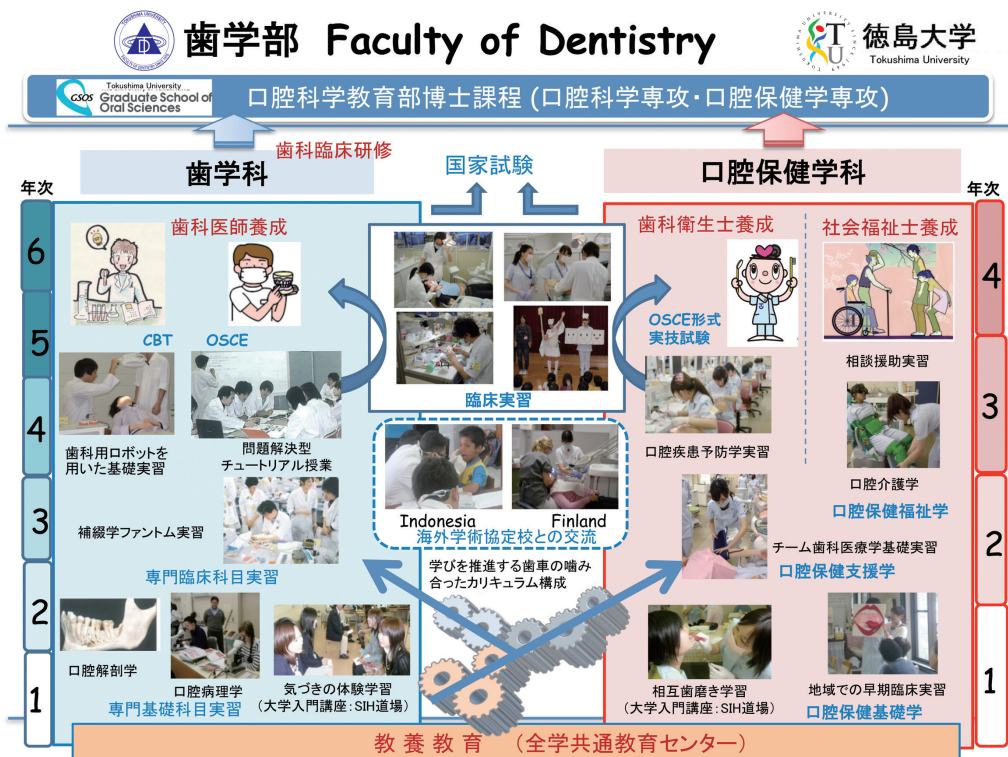 歯学部 Faculty of Dentistry
徳島大学
Tokushima University
GSOS
Tokushima University
Graduate School of
Oral Sciences
口腔科学教育部博士課程 (口腔科学専攻・口腔保健学専攻)
歯科臨床研修
歯学科
国家試験
口腔保健学科
年次
年次
6
5
4
3
2
1
歯科医師養成
CBT
OSCE
歯科用ロボットを
用いた基礎実習
問題解決型
チュートリアル授業
補綴学ファントム実習
専門臨床科目実習
口腔解剖学
口腔病理学
専門基礎科目実習
気づきの体験学習
(大学入門講座:SIH道場)
臨床実習
Indonesia
Finland
海外学術協定校との交流
学びを推進する歯車の噛み
合ったカリキュラム構成
歯科衛生士養成
社会福祉士養成
OSCE形式
実技試験
相談援助実習
口腔疾患予防学実習
口腔介護学
口腔保健福祉学
チーム歯科医療学基礎実習
口腔保健支援学
相互歯磨き学習
(大学入門講座:SIH道場)
地域での早期臨床実習
口腔保健基礎学
4
3
2
1
教養教育 (全学共通教育センター)